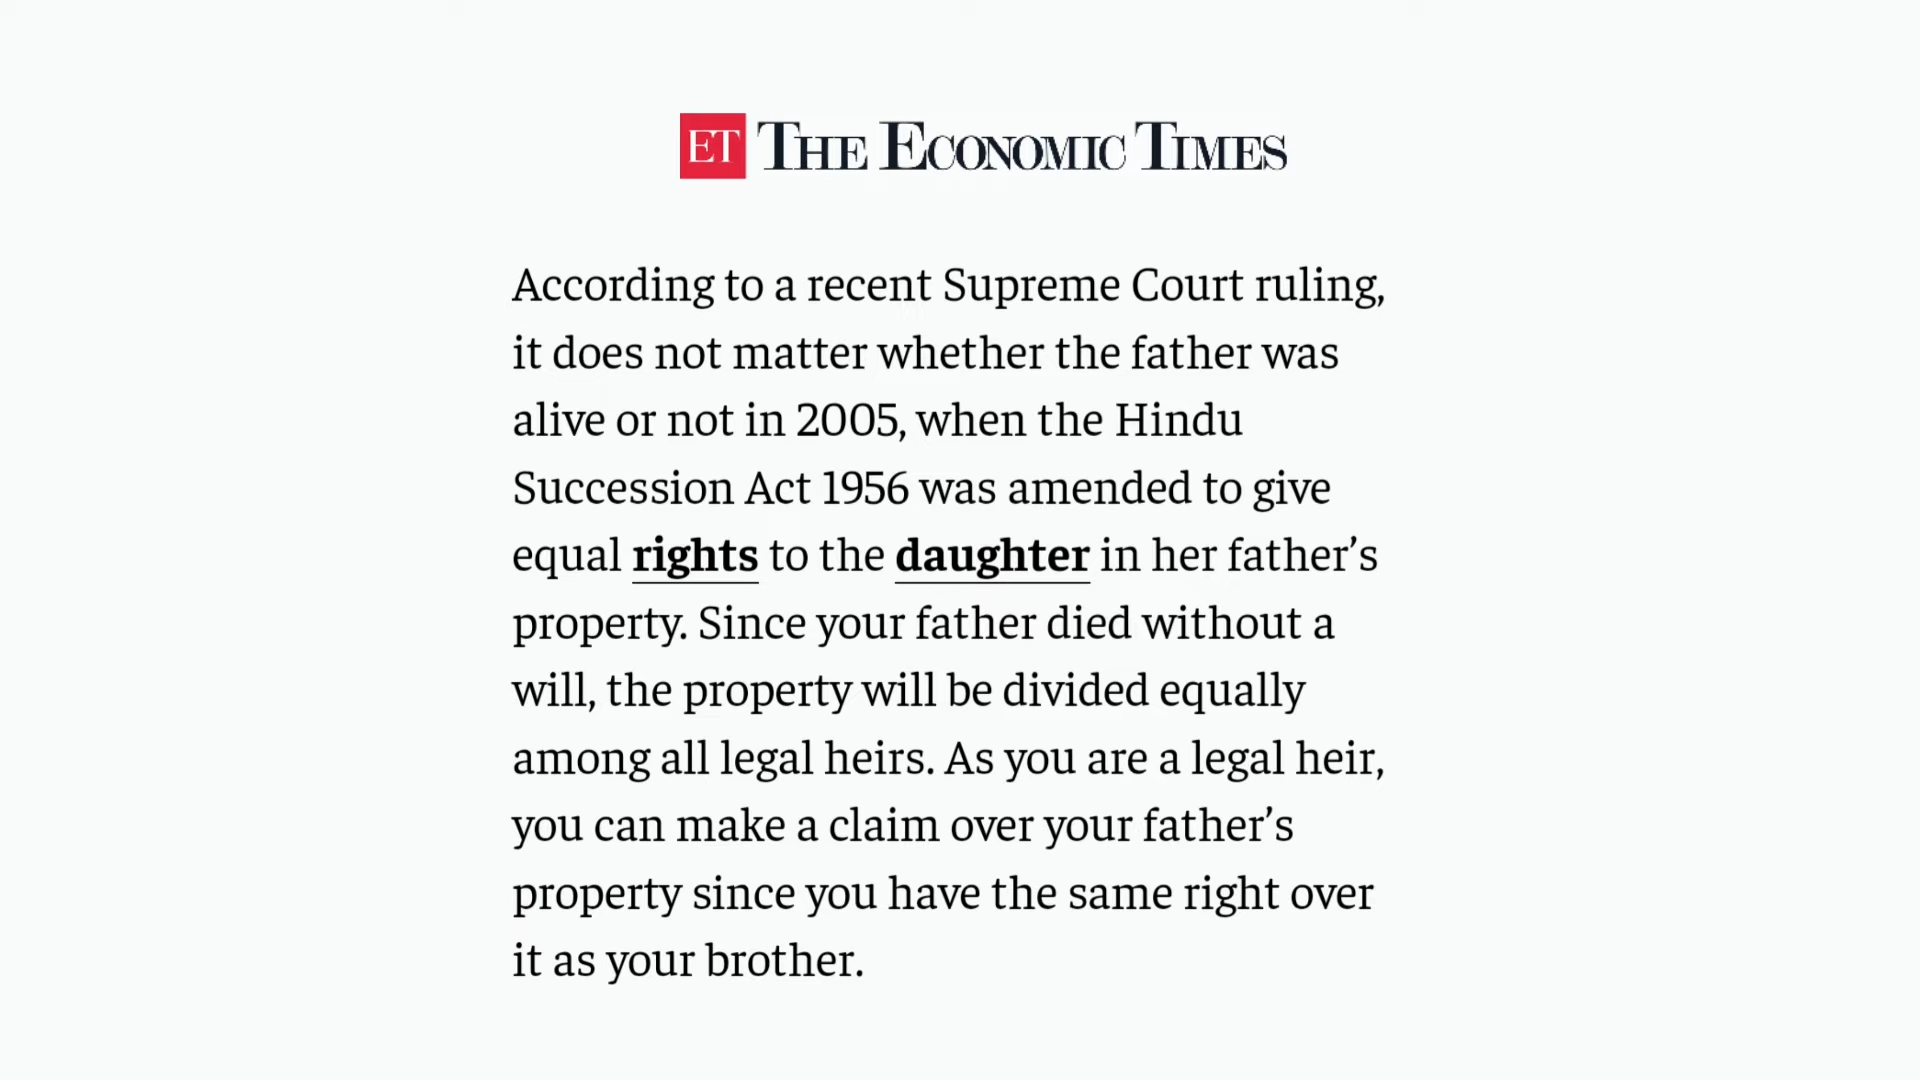 ET THE ECONOMIC TIMES
According to a recent Supreme Court ruling,
it does not matter whether the father was
alive or not in 2005, when the Hindu
Succession Act 1956 was amended to give
equal rights to the daughter in her father’s
property. Since your father died without a
will, the property will be divided equally
among all legal heirs. As you are a legal heir,
you can make a claim over your father’s
property since you have the same right over
it as your brother.